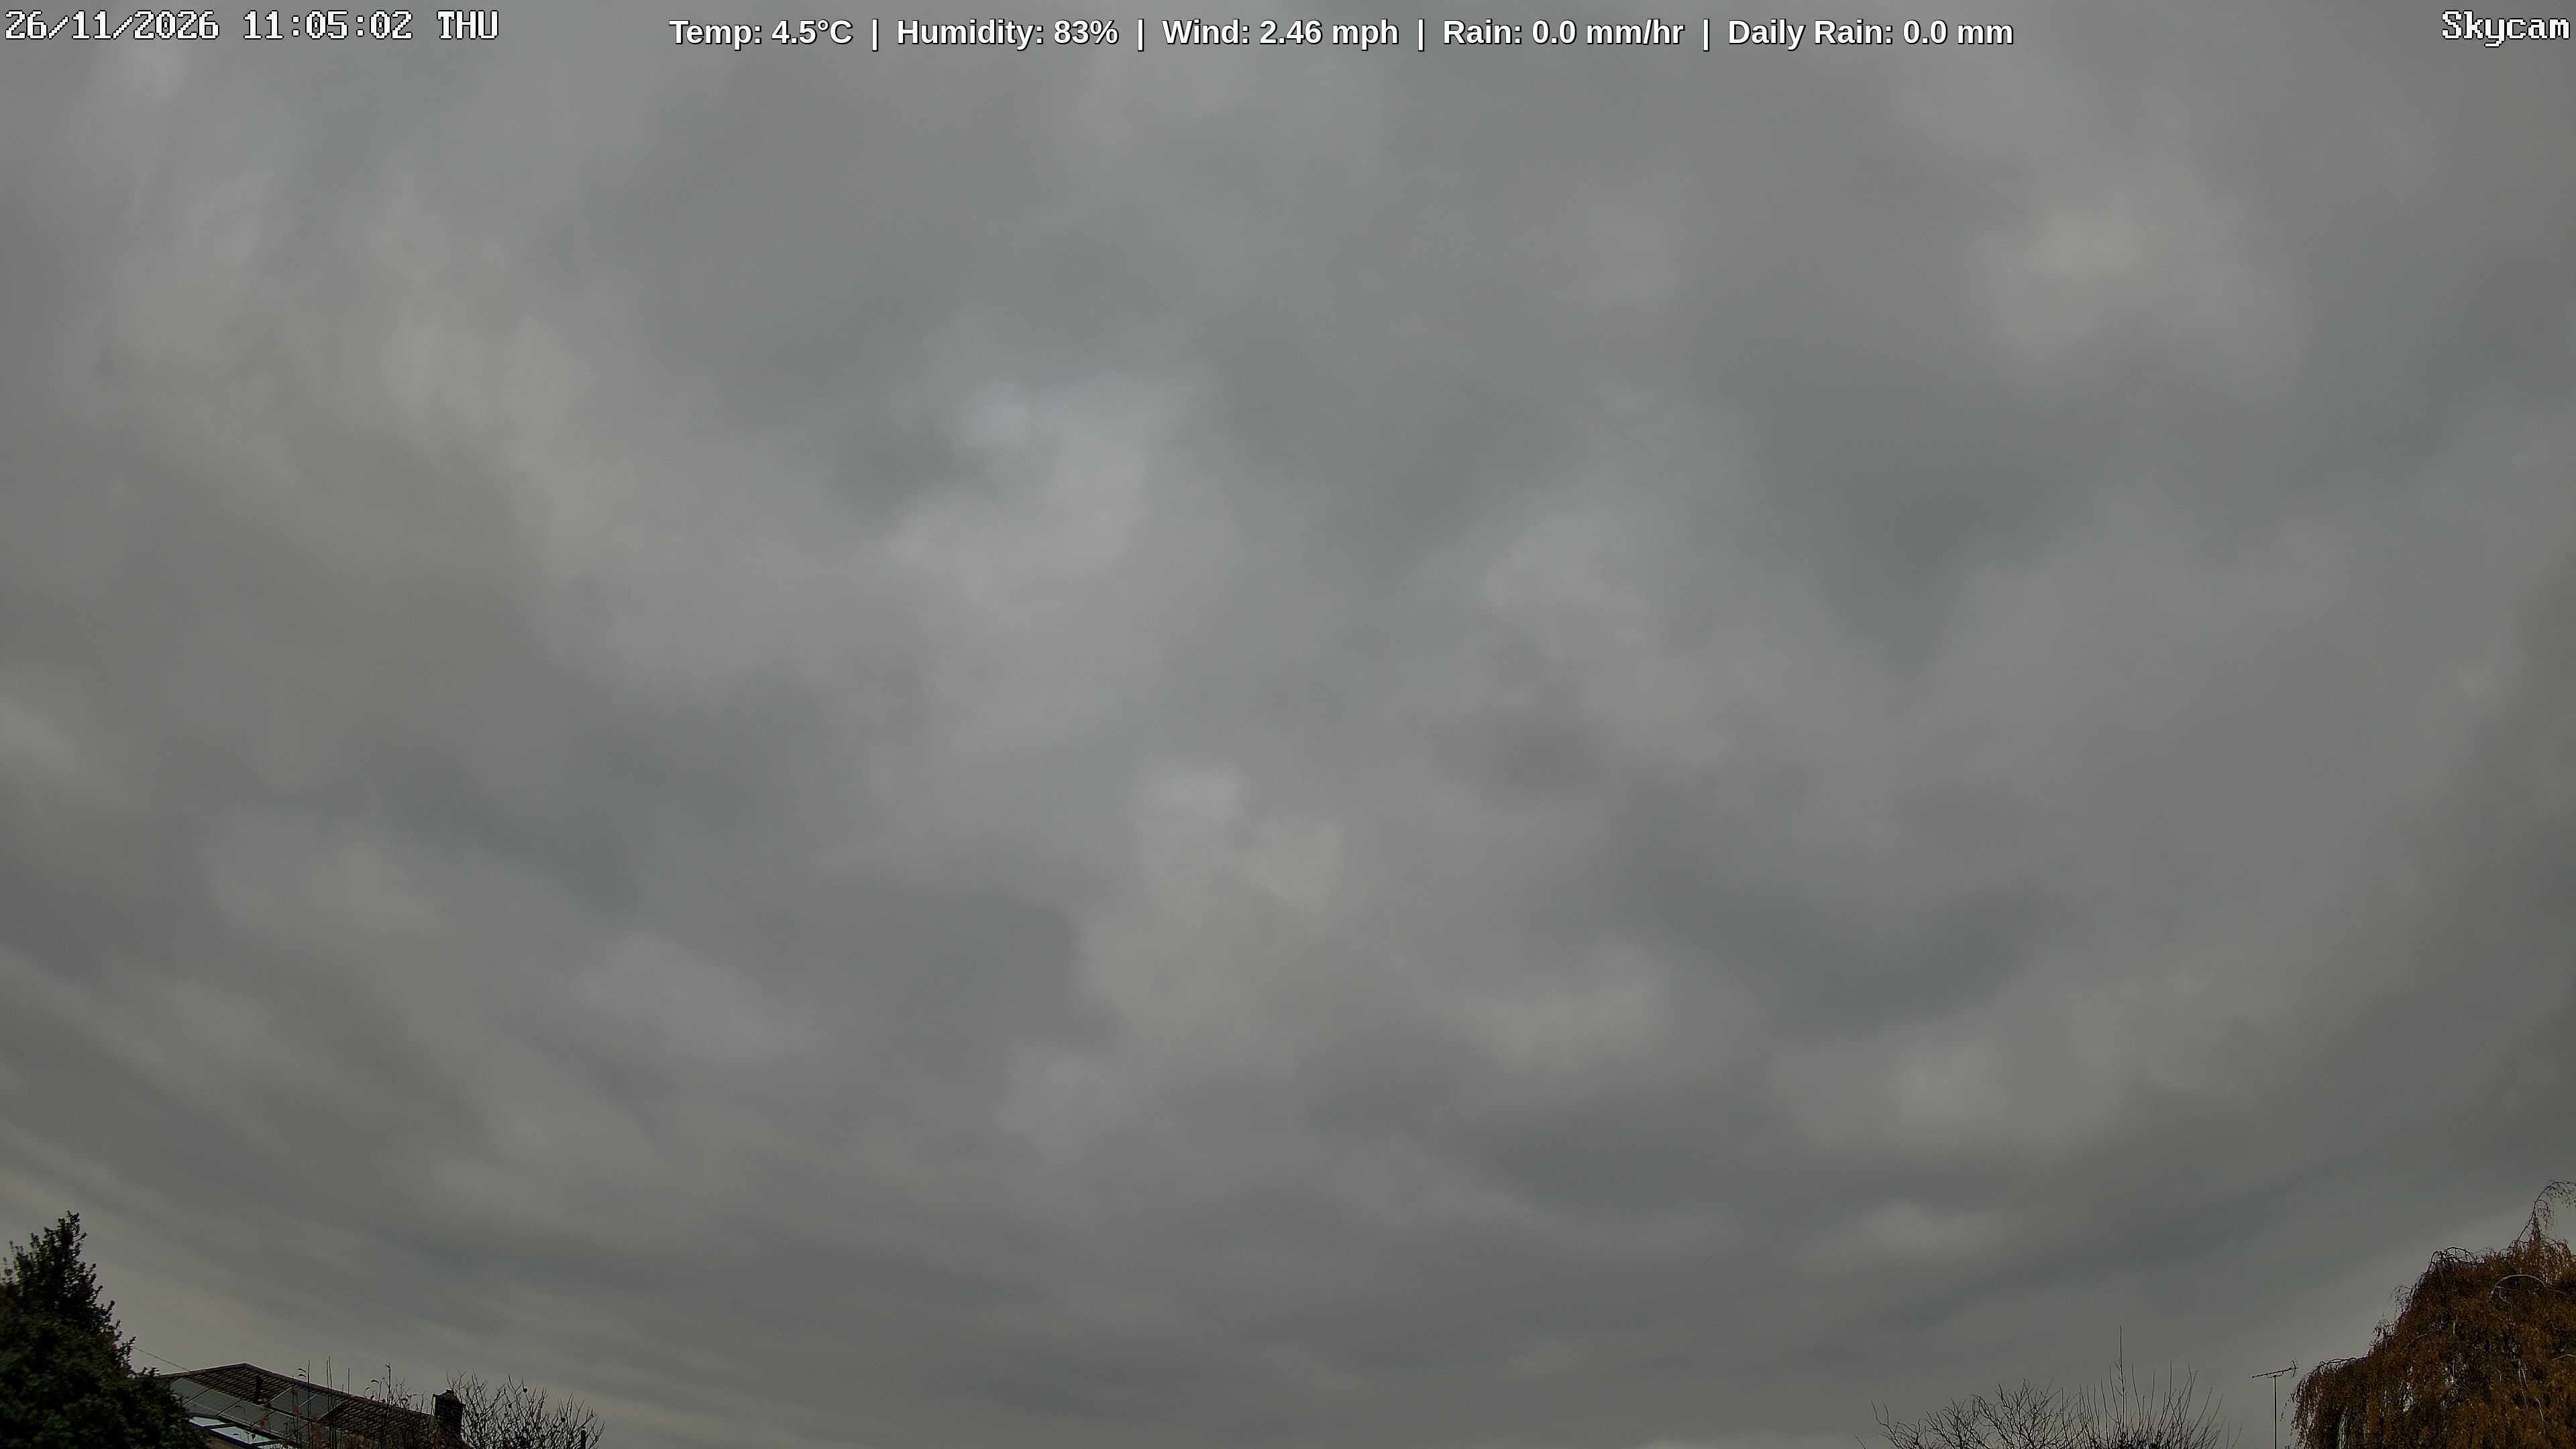 26/11/2026 11:05:02 THU
Temp: 4.5°C | Humidity: 83% | Wind: 2.46 mph | Rain: 0.0 mm/hr | Daily Rain: 0.0 mm
Skycam